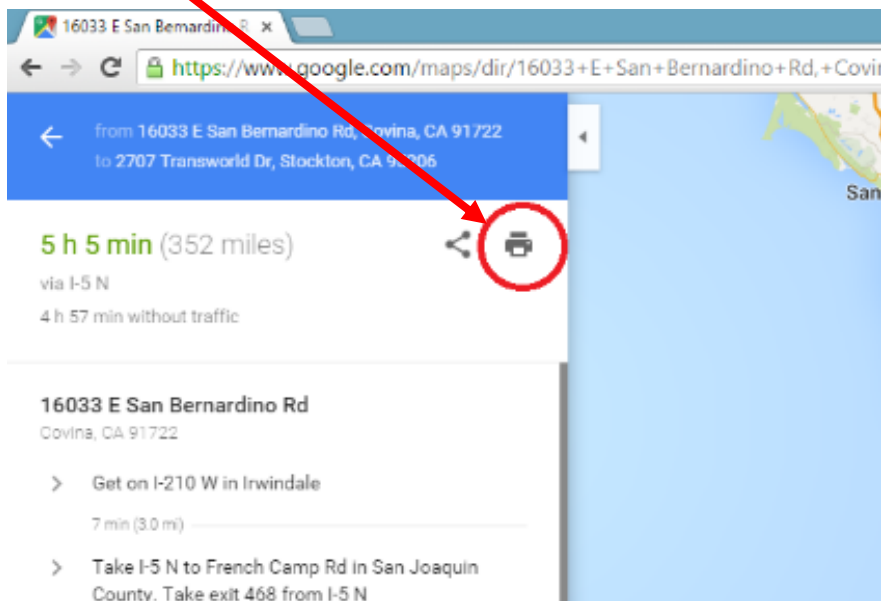 16033 E San Bernardino R
https://www.google.com/maps/dir/16033+E+San+Bernardino+Rd,+Covin
from 16033 E San Bernardino Rd, Covina, CA 91722
to 2707 Transworld Dr, Stockton, CA 95206
San
5 h 5 min (352 miles)
via I-5 N
4 h 57 min without traffic
16033 E San Bernardino Rd
Covina, CA 91722
Get on I-210 W in Irwindale
7 min (3.0 mi)
Take I-5 N to French Camp Rd in San Joaquin
County. Take exit 468 from I-5 N